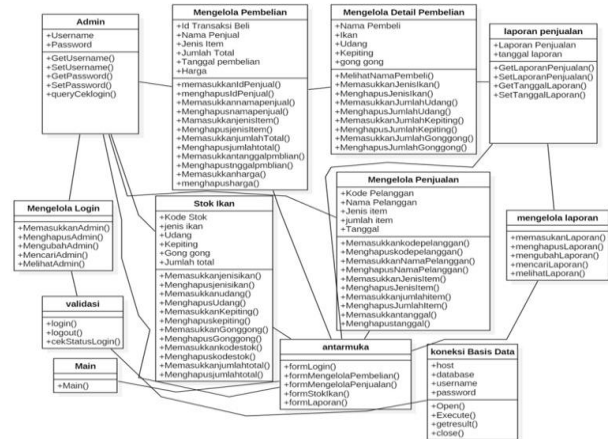 Admin
+Username
+Password
+GetUsername()
+SetUsername()
+GetPassword()
+SetPassword()
+queryCeklogin()
Mengelola Pembelian
+Id Transaksi Beli
+Nama Penjual
+Jenis Item
+Jumlah Total
+Tanggal pembelian
+Harga
+memasukkanIdPenjual()
+menghapusIdPenjual()
+Memasukkannamapenjual()
+Menghapusnamapenjual()
+MamasukkanjenisItem()
+MenghapusjenisItem()
+MemasukkanjumlahTotal()
+Menghapusjumlahtotal()
+Memasukkantanggalpmblian()
+Menghapustnggalpmblian()
+Memasukkanharga()
+menghapusharga()
Mengelola Detail Pembelian
+Nama Pembeli
+Ikan
+Udang
+Kepiting
+gong gong
+MelihatNamaPembeli()
+MemasukkanJenisIkan()
+MenghapusJenisIkan()
+MemasukkanJumlahUdang()
+MenghapusJumlahUdang()
+MemasukkanJumlahKepiting()
+MenghapusJumlahKepiting()
+MemasukkanJumlahGonggong()
+MenghapusJumlahGonggong()
laporan penjualan
+Laporan Penjualan
+tanggal laporan
+GetLaporanPenjualan()
+SetLaporanPenjualan()
+GetTanggalLaporan()
+SetTanggalLaporan()
Mengelola Login
+MemasukkanAdmin()
+MenghapusAdmin()
+MengubahAdmin()
+MencariAdmin()
+MelihatAdmin()
Stok Ikan
+Kode Stok
+jenis ikan
+Udang
+Kepiting
+Gong gong
+Jumlah total
+Memasukkanjenisikan()
+Menghapusjenisikan()
+Memasukkanudang()
+MenghapusUdang()
+MemasukkanKepiting()
+Menghapuskepiting()
+MemasukkanGonggong()
+MenghapusGonggong()
+Memasukkankodestok()
+Menghapuskodestok()
+Memasukkanjumlahtotal()
+Menghapusjumlahtotal()
Mengelola Penjualan
+Kode Pelanggan
+Nama Pelanggan
+Jenis item
+jumlah item
+Tanggal
+Memasukkankodepelanggan()
+Menghapuskodepelanggan()
+MemasukkanNamaPelanggan()
+MenghapusNamaPelanggan()
+MemasukkanJenisItem()
+MenghapusJenisItem()
+Memasukkanjumlahitem()
+MenghapusJumlahItem()
+Memasukkantanggal()
+Menghapustanggal()
mengelola laporan
+memasukanLaporan()
+menghapusLaporan()
+mengubahLaporan()
+mencariLaporan()
+melihatLaporan()
validasi
+login()
+logout()
+cekStatusLogin()
Main
+Main()
antarmuka
+formLogin()
+formMengelolaPembelian()
+formMengelolaPenjualan()
+formStokIkan()
+formLaporan()
koneksi Basis Data
+host
+database
+username
+password
+Open()
+Execute()
+getresult()
+close()